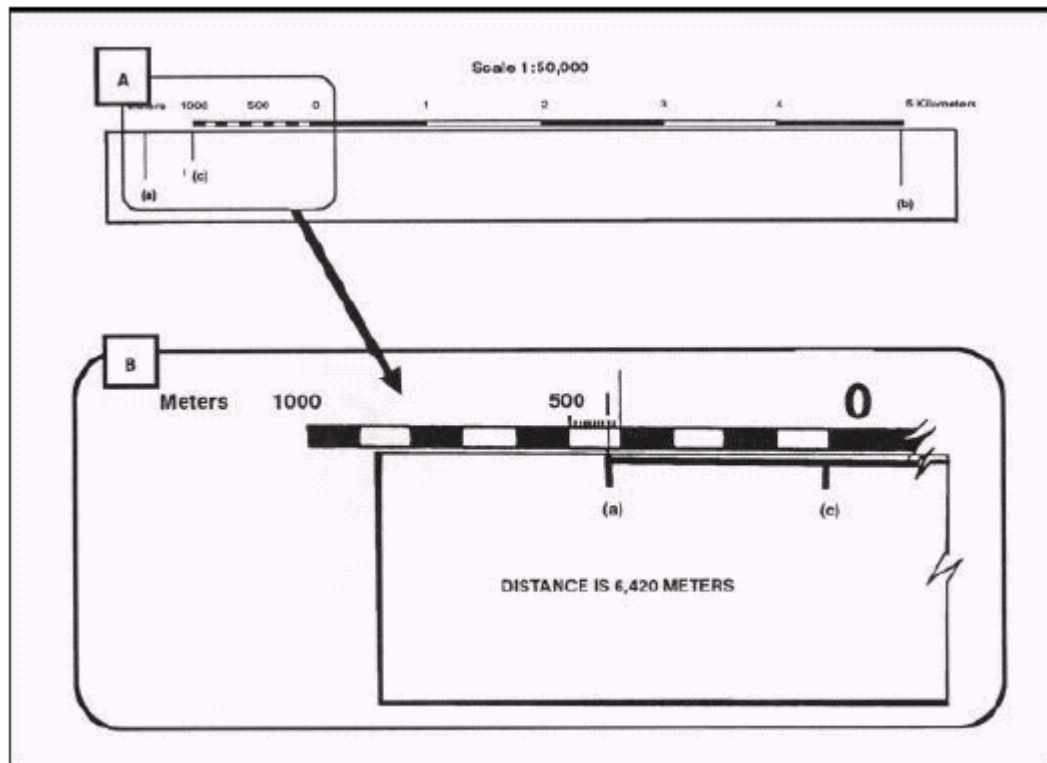 A
Scale 1:50,000
1000 500 0 1 2 3 4 5 Kilometers
(a) (c) (b)
B
Meters 1000 500 0
(a) (c)
DISTANCE IS 6,420 METERS